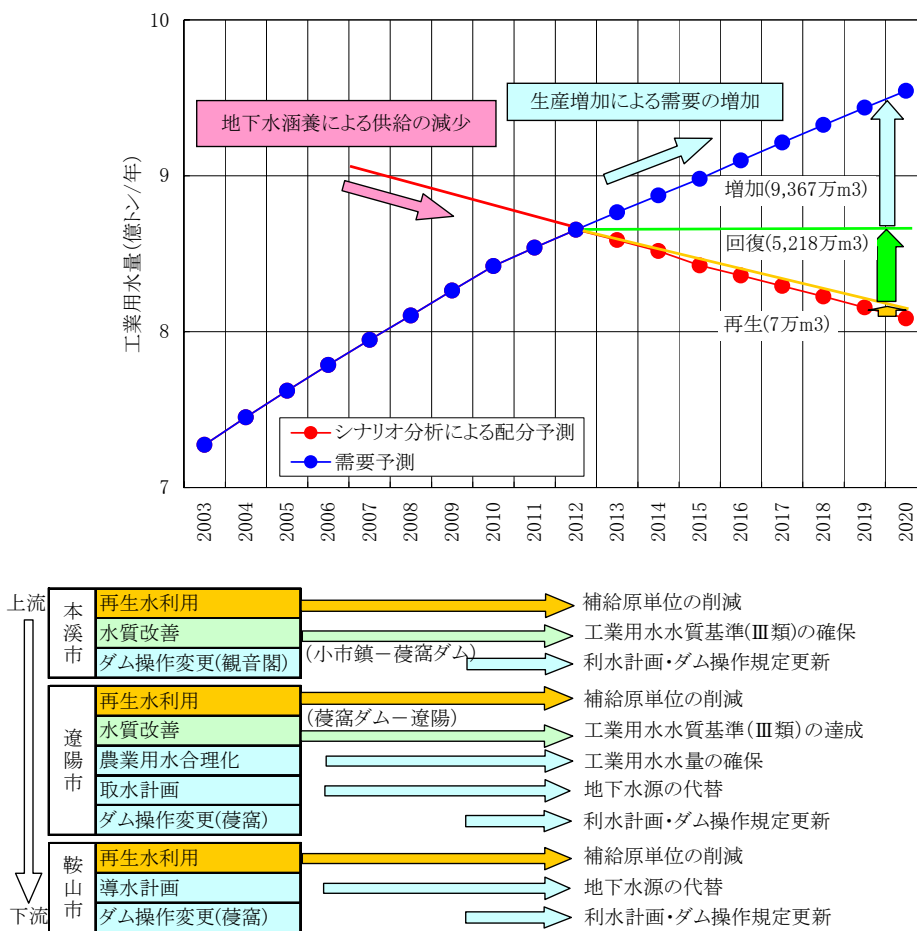 10
9
8
7
工業用水量(億トン/年)
地下水涵養による供給の減少
生産増加による需要の増加
増加(9,367万m3)
回復(5,218万m3)
再生(7万m3)
シナリオ分析による配分予測
需要予測
2003 2004 2005 2006 2007 2008 2009 2010 2011 2012 2013 2014 2015 2016 2017 2018 2019 2020
上流
下流
本溪市
再生水利用
補給原単位の削減
水質改善
(小市鎮-葠窩ダム)
工業用水水質基準(Ⅲ類)の確保
ダム操作変更(観音閣)
利水計画・ダム操作規定更新
遼陽市
再生水利用
補給原単位の削減
(葠窩ダム-遼陽)
水質改善
工業用水水質基準(Ⅲ類)の達成
農業用水合理化
工業用水水量の確保
取水計画
地下水源の代替
ダム操作変更(葠窩)
利水計画・ダム操作規定更新
鞍山市
再生水利用
補給原単位の削減
導水計画
地下水源の代替
ダム操作変更(葠窩)
利水計画・ダム操作規定更新